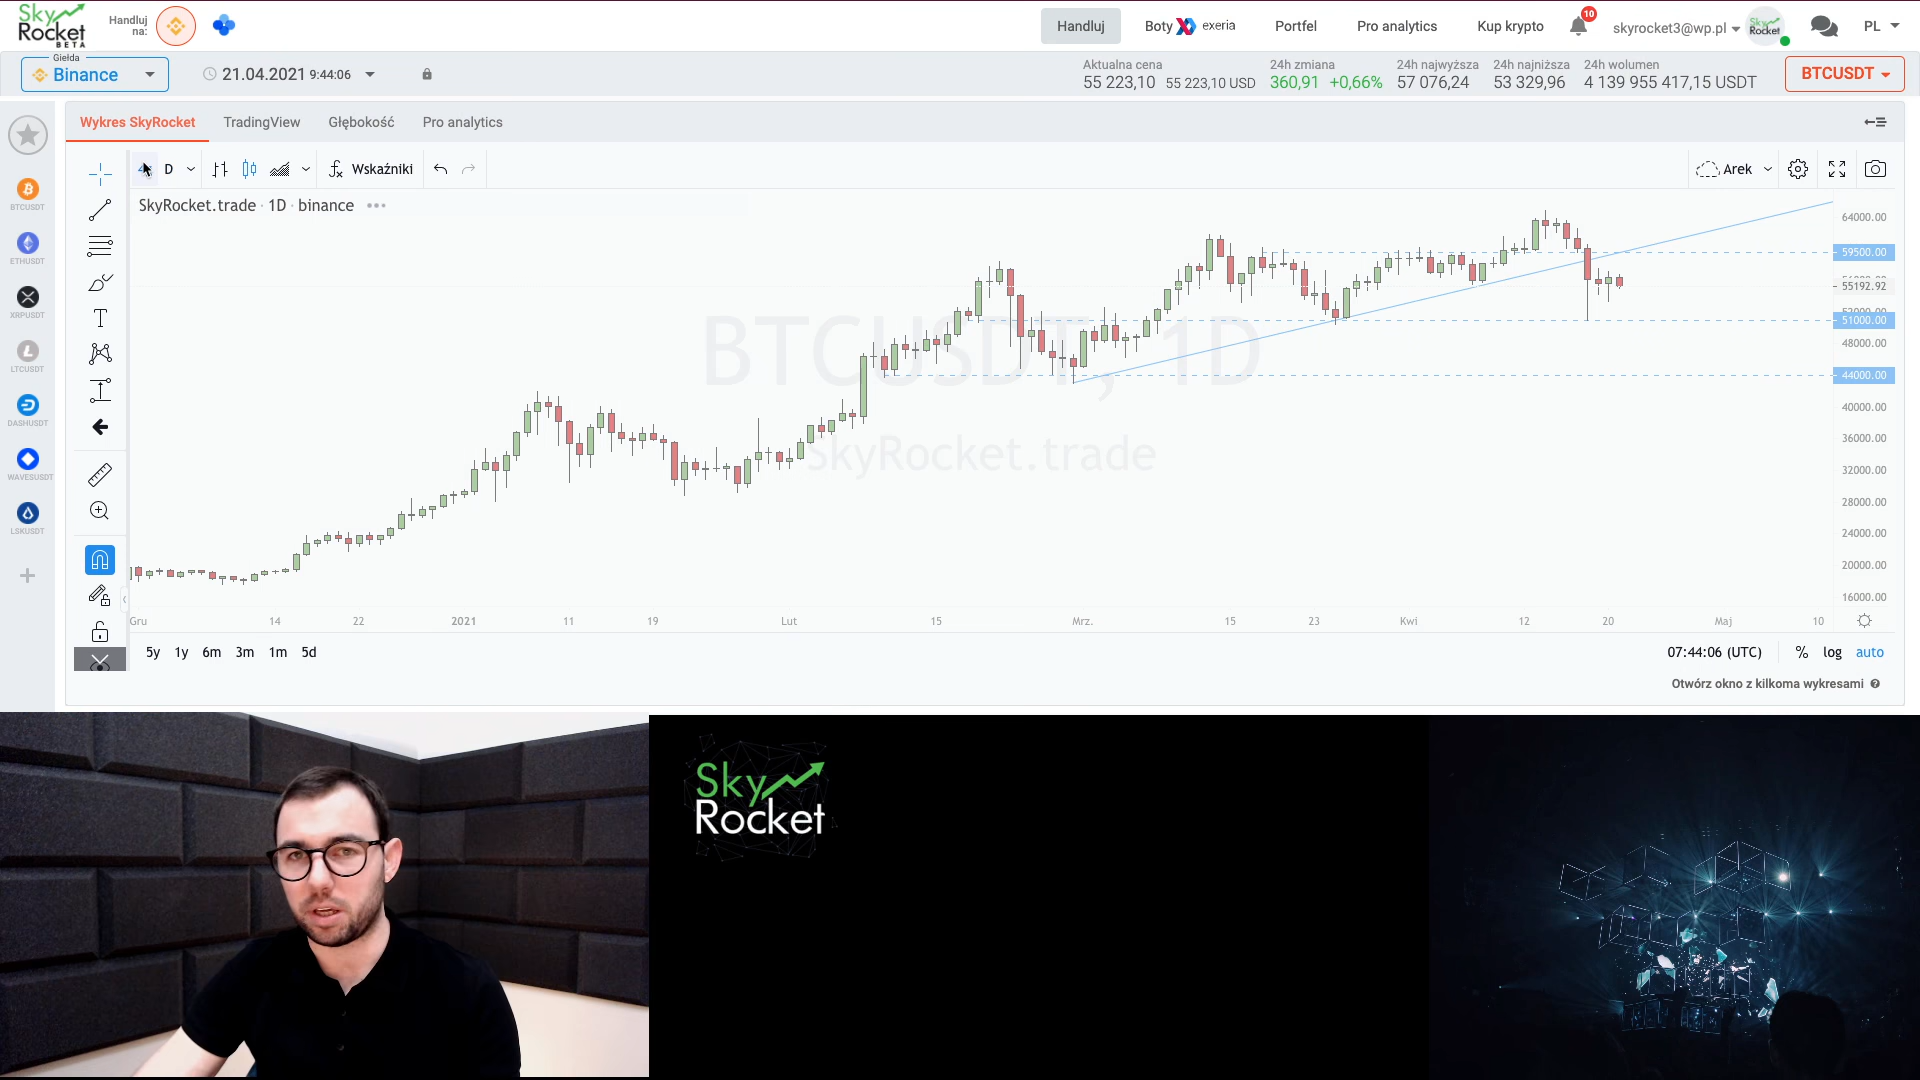 Sky Rocket BETA
Handluj na:
Handluj
Boty exeria
Portfel
Pro analytics
Kup krypto
10
skyrocket3@wp.pl
Sky Rocket
PL
Giełda
Binance
21.04.2021 9:44:06
Aktualna cena
55 223,10 55 223,10 USD
24h zmiana
360,91 +0,66%
24h najwyższa
57 076,24
24h najniższa
53 329,96
24h wolumen
4 139 955 417,15 USDT
BTCUSDT
Wykres SkyRocket
TradingView
Głębokość
Pro analytics
BTCUSDT
ETHUSDT
XRPUSDT
LTCUSDT
DASHUSDT
WAVESUSDT
LSKUSDT
D
Wskaźniki
Arek
SkyRocket.trade · 1D · binance
BTCUSDT, 1D
SkyRocket.trade
64000.00
59500.00
55192.92
51000.00
48000.00
44000.00
40000.00
36000.00
32000.00
28000.00
24000.00
20000.00
16000.00
Gru 14 22 2021 11 19 Lut 15 Mrz. 15 23 Kwi 12 20 Maj 10
5y 1y 6m 3m 1m 5d
07:44:06 (UTC) % log auto
Otwórz okno z kilkoma wykresami
Sky
Rocket